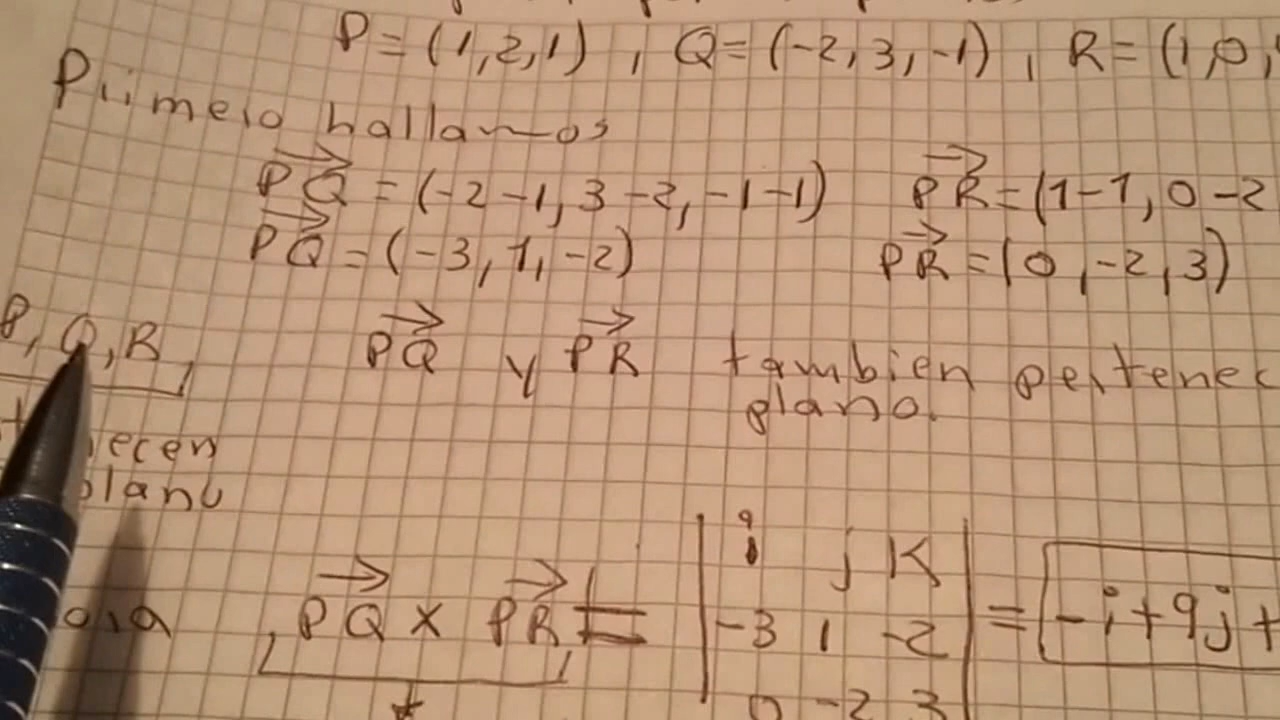 P = (1,2,1) , Q = (-2,3,-1) , R = (1,0,
Primero hallamos
PQ = (-2-1, 3-2, -1-1) PR = (1-1, 0-2
PQ = (-3, 1, -2) PR = (0, -2, 3)
P, Q, R,
PQ y PR tambien pertenec
plano.
ecen
plano
i j K
PQ x PR = -3 1 -2 = -i+9j+
0 -2 3
*